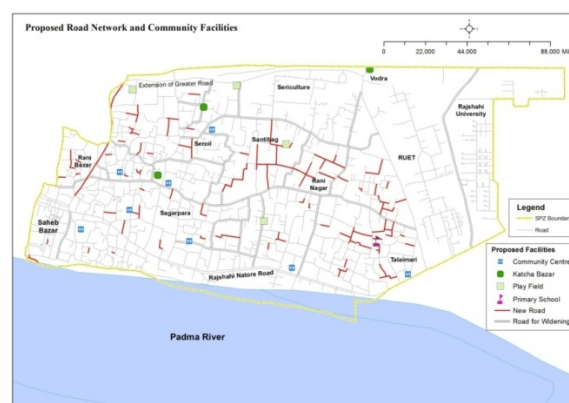 Proposed Road Network and Community Facilities
0 22,000 44,000 88,000
Vodra
Extension of Greater Road
Sericulture
Rajshahi
University
Seroil
Santibag
RUET
Rani
Bazar
Rani
Nagar
Legend
SPZ Boundary
Road
Saheb
Bazar
Sagarpara
Proposed Facilities
Community Centre
Katcha Bazar
Play Field
Primary School
New Road
Road for Widening
Talaimari
Rajshahi Natore Road
Padma River